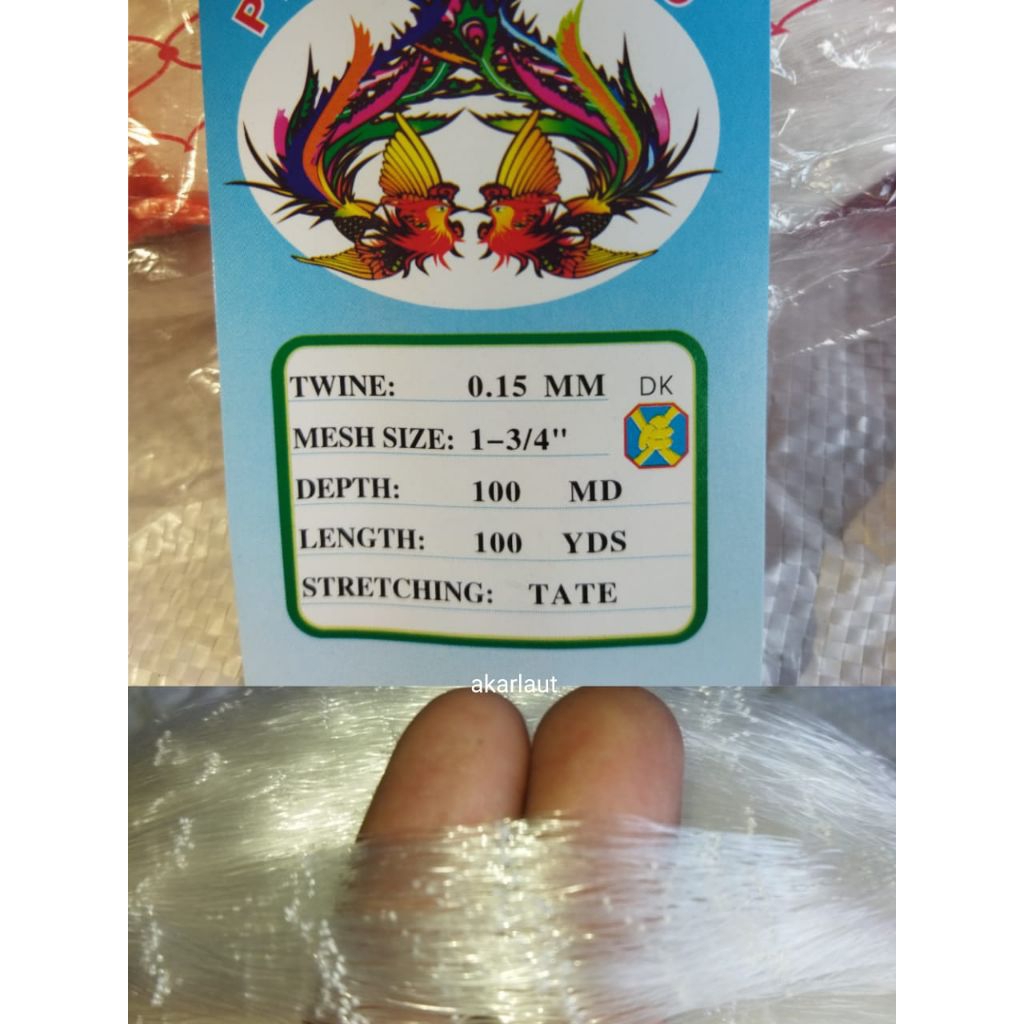 TWINE: 0.15 MM DK
MESH SIZE: 1-3/4"
DEPTH: 100 MD
LENGTH: 100 YDS
STRETCHING: TATE
akarlaut